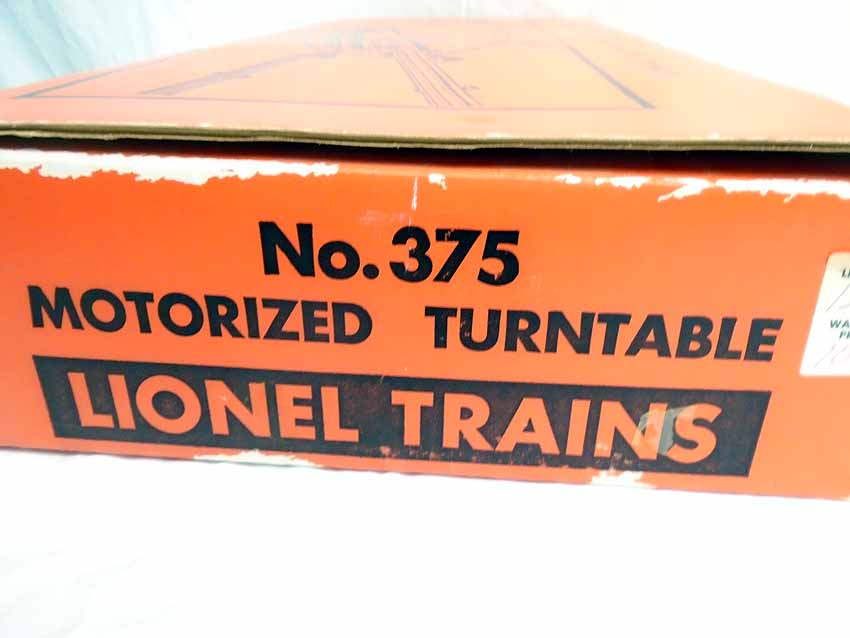 No. 375
MOTORIZED TURNTABLE
LIONEL TRAINS